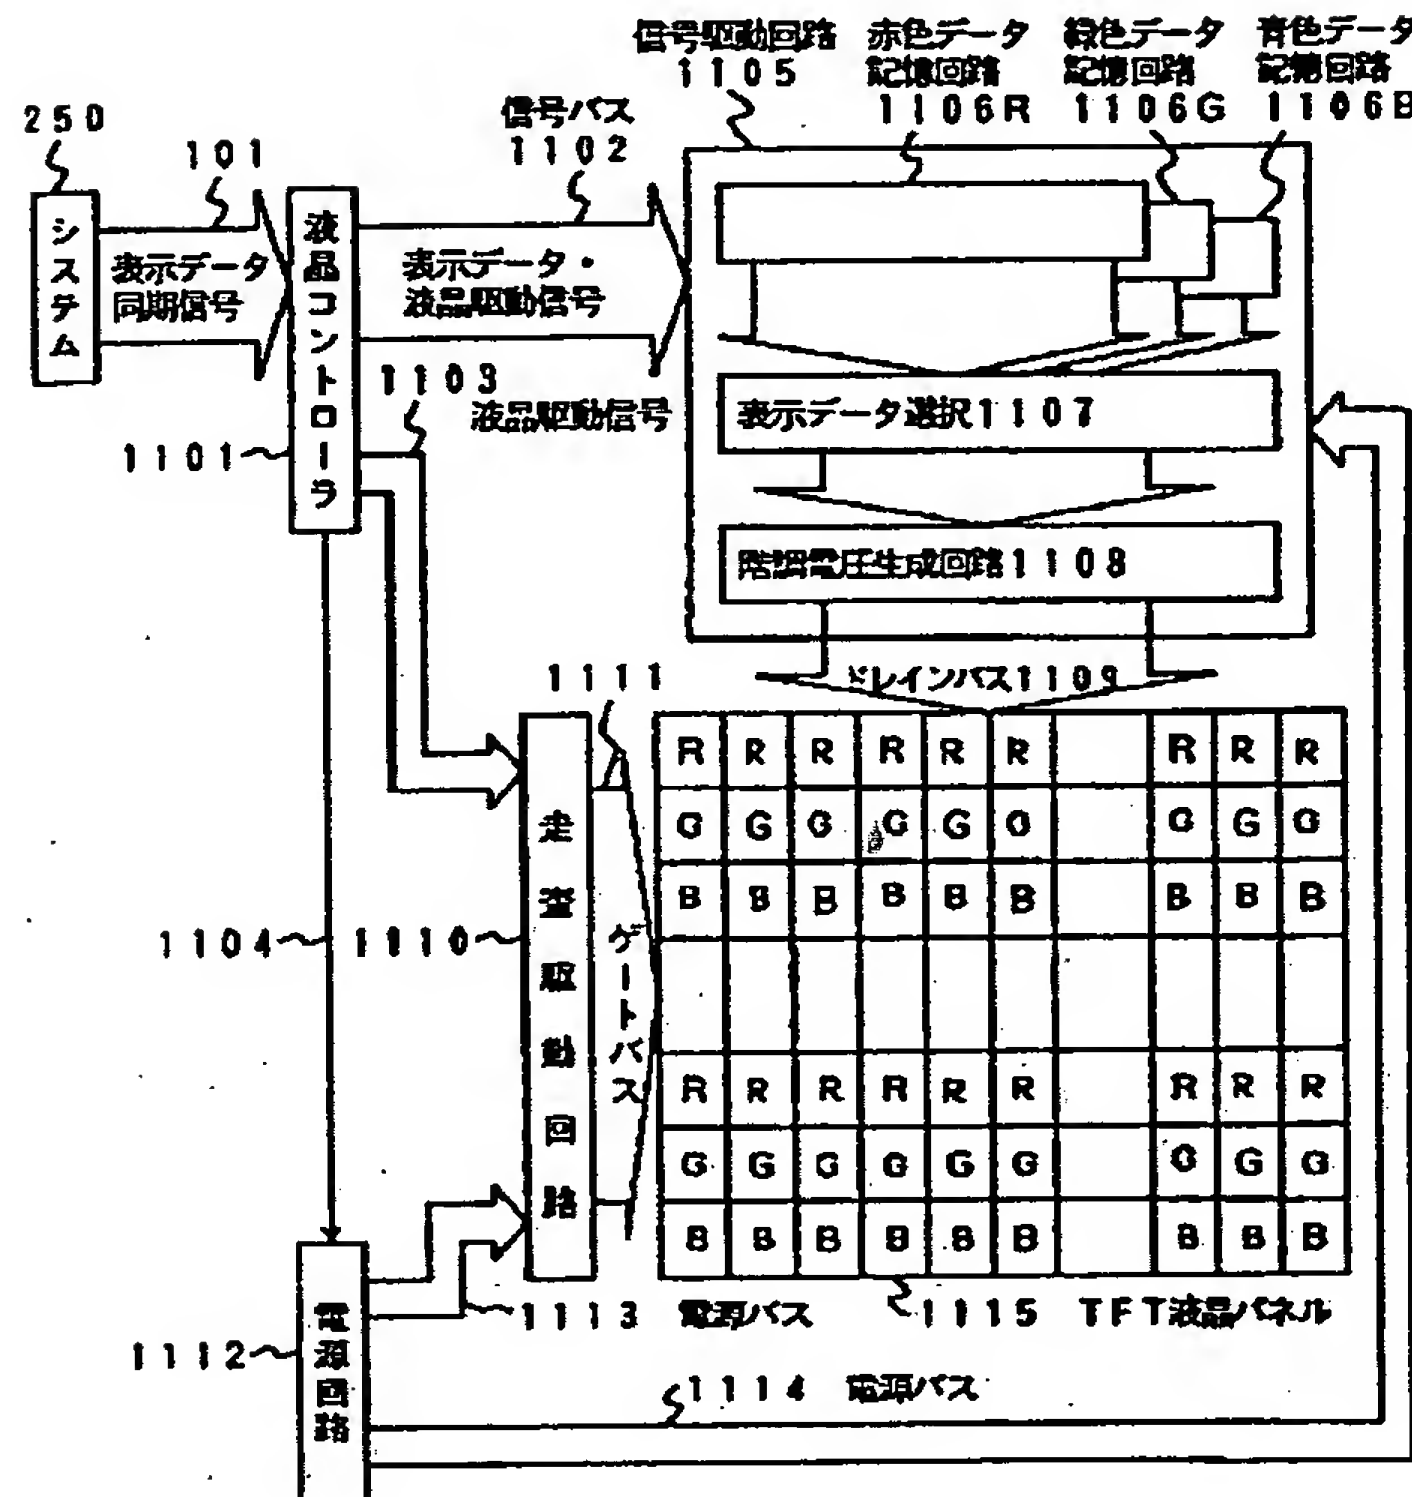 信号駆動回路
1105
赤色データ
記憶回路
1106R
緑色データ
記憶回路
1106G
青色データ
記憶回路
1106B
250
システム
101
表示データ
同期信号
液晶コントローラ
1101
信号バス
1102
表示データ・
液晶駆動信号
1103
液晶駆動信号
表示データ選択1107
階調電圧生成回路1108
ドレインバス1109
1111
走査駆動回路
ゲートバス
1104
1110
R R R R R R R R R
G G G G G G G G G
B B B B B B B B B
R R R R R R R R R
G G G G G G G G G
B B B B B B B B B
1113 電源バス
1115 TFT液晶パネル
1112
電源回路
1114 電源バス